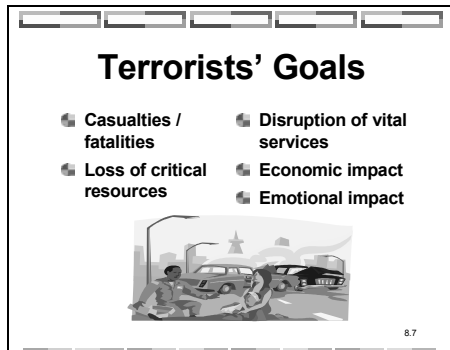 Terrorists' Goals
Casualties /
fatalities
Loss of critical
resources
Disruption of vital
services
Economic impact
Emotional impact
8.7